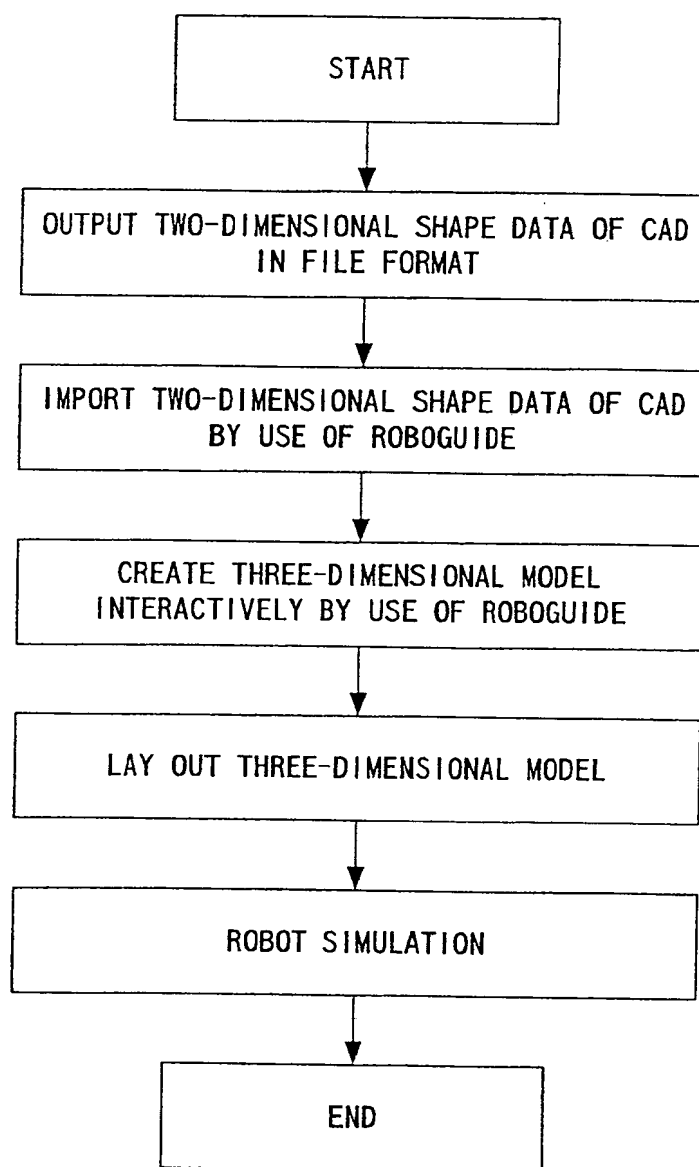 START
OUTPUT TWO-DIMENSIONAL SHAPE DATA OF CAD
IN FILE FORMAT
IMPORT TWO-DIMENSIONAL SHAPE DATA OF CAD
BY USE OF ROBOGUIDE
CREATE THREE-DIMENSIONAL MODEL
INTERACTIVELY BY USE OF ROBOGUIDE
LAY OUT THREE-DIMENSIONAL MODEL
ROBOT SIMULATION
END